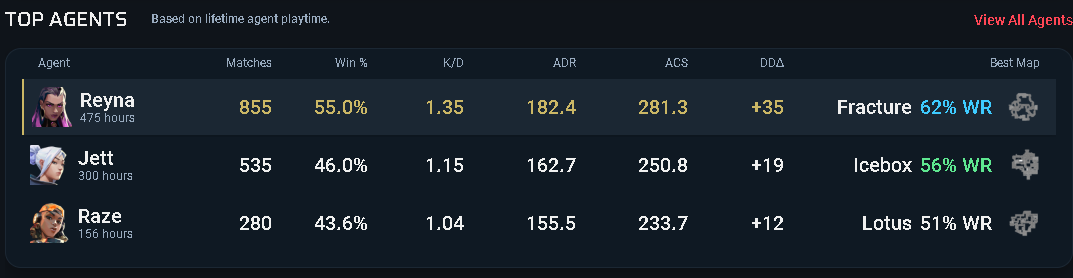 TOP AGENTS Based on lifetime agent playtime. View All Agents
Agent Matches Win % K/D ADR ACS DDΔ Best Map
Reyna 855 55.0% 1.35 182.4 281.3 +35 Fracture 62% WR
475 hours
Jett 535 46.0% 1.15 162.7 250.8 +19 Icebox 56% WR
300 hours
Raze 280 43.6% 1.04 155.5 233.7 +12 Lotus 51% WR
156 hours